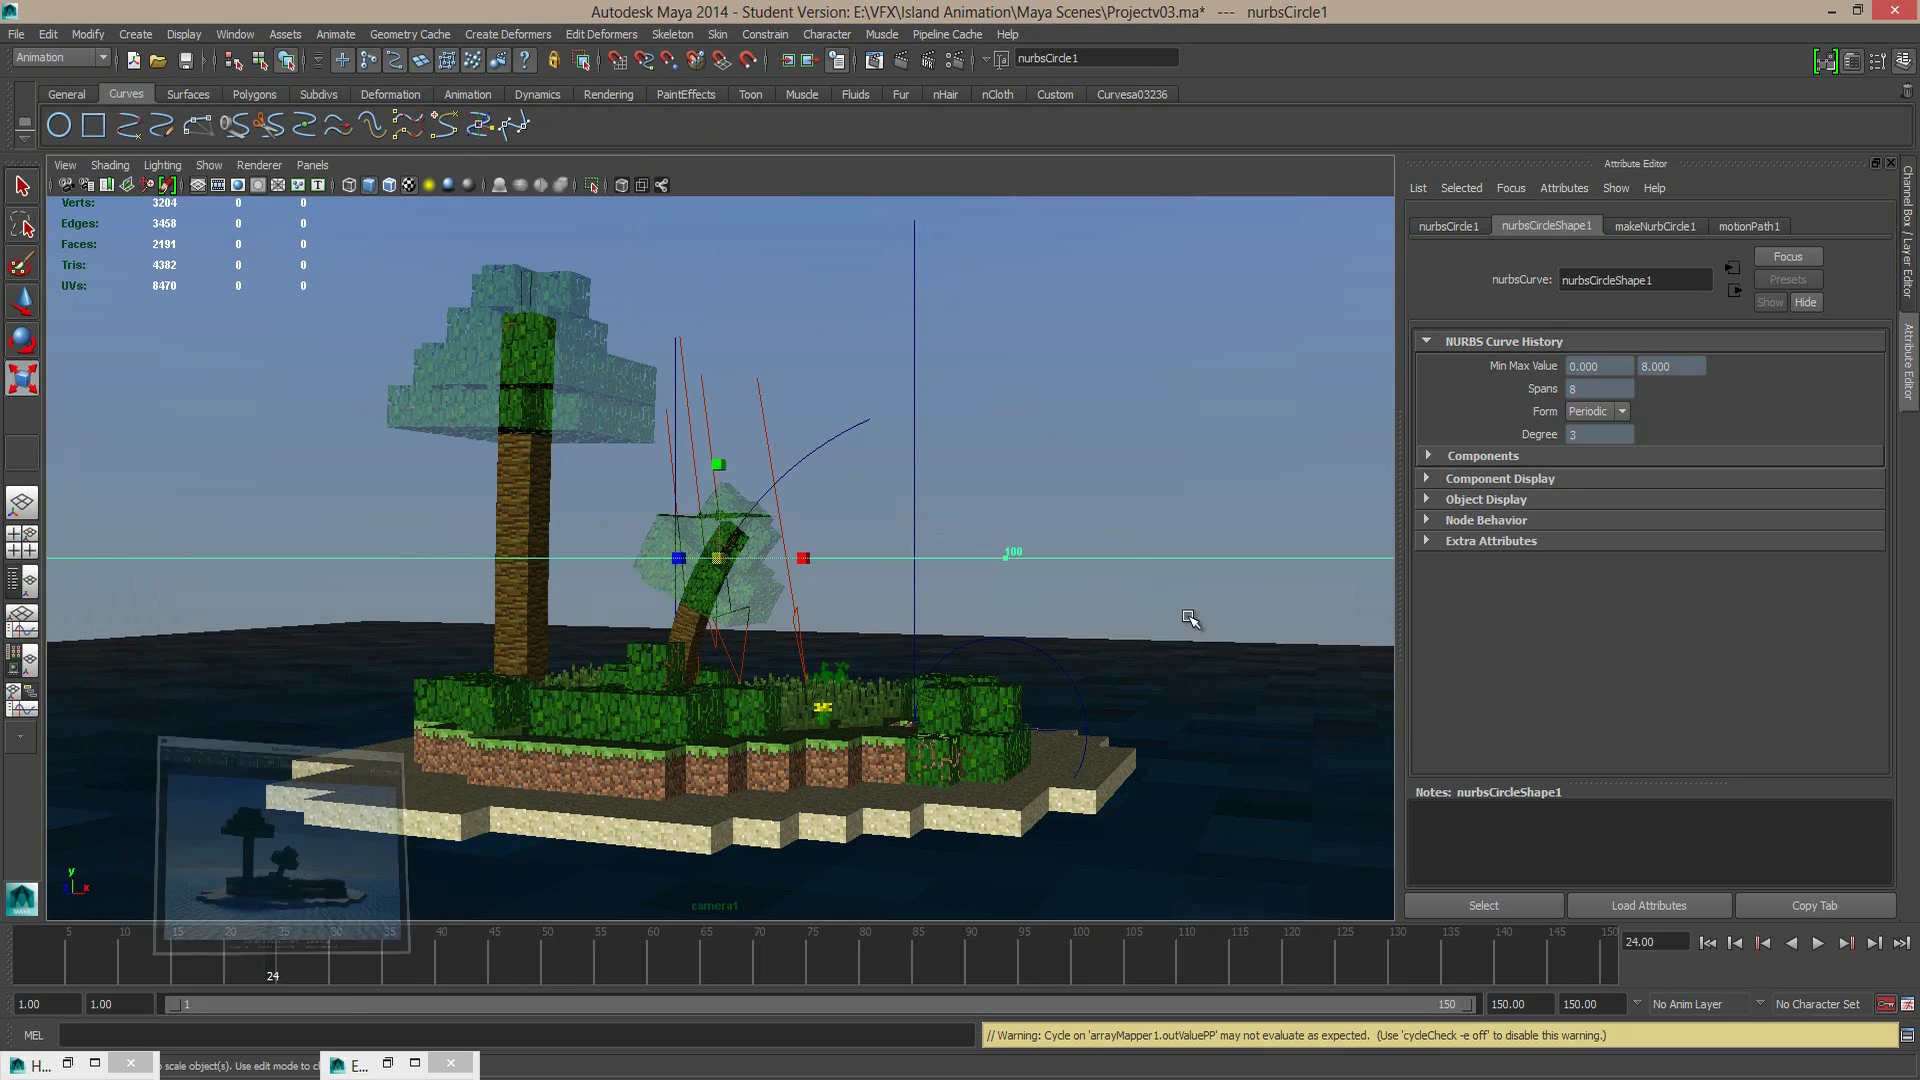 Autodesk Maya 2014 - Student Version: E:\VFX\Island Animation\Maya Scenes\Projectv03.ma* --- nurbsCircle1
File Edit Modify Create Display Window Assets Animate Geometry Cache Create Deformers Edit Deformers Skeleton Skin Constrain Character Muscle Pipeline Cache Help
Animation
nurbsCircle1
General Curves Surfaces Polygons Subdivs Deformation Animation Dynamics Rendering PaintEffects Toon Muscle Fluids Fur nHair nCloth Custom Curvesa03236
View Shading Lighting Show Renderer Panels
Verts: 3204 0 0
Edges: 3458 0 0
Faces: 2191 0 0
Tris: 4382 0 0
UVs: 8470 0 0
100
y
z x
camera1
Attribute Editor
List Selected Focus Attributes Show Help
nurbsCircle1 nurbsCircleShape1 makeNurbCircle1 motionPath1
Focus
nurbsCurve: nurbsCircleShape1
Presets
Show Hide
NURBS Curve History
Min Max Value 0.000 8.000
Spans 8
Form Periodic
Degree 3
Components
Component Display
Object Display
Node Behavior
Extra Attributes
Notes: nurbsCircleShape1
Select Load Attributes Copy Tab
Channel Box / Layer Editor
Attribute Editor
MAYA
5 10 15 20 25 30 35 40 45 50 55 60 65 70 75 80 85 90 95 100 105 110 115 120 125 130 135 140 145 150
24
24.00
1.00 1.00 1 150 150.00 150.00 No Anim Layer No Character Set
MEL
// Warning: Cycle on 'arrayMapper1.outValuePP' may not evaluate as expected. (Use 'cycleCheck -e off' to disable this warning.)
H...
scale object(s). Use edit mode to c
E...